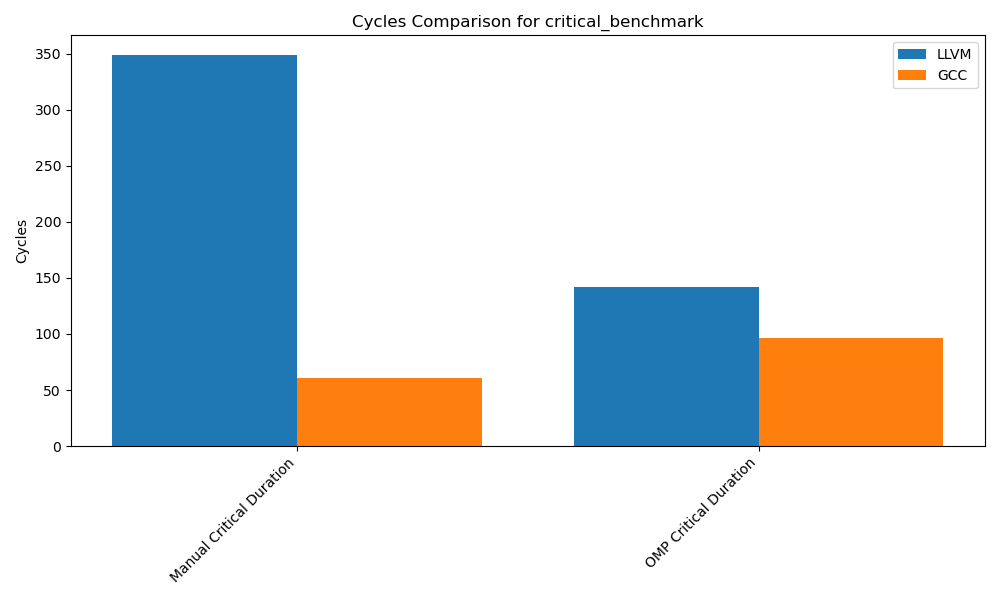 Cycles Comparison for critical_benchmark
LLVM
GCC
Cycles
350
300
250
200
150
100
50
0
Manual Critical Duration
OMP Critical Duration